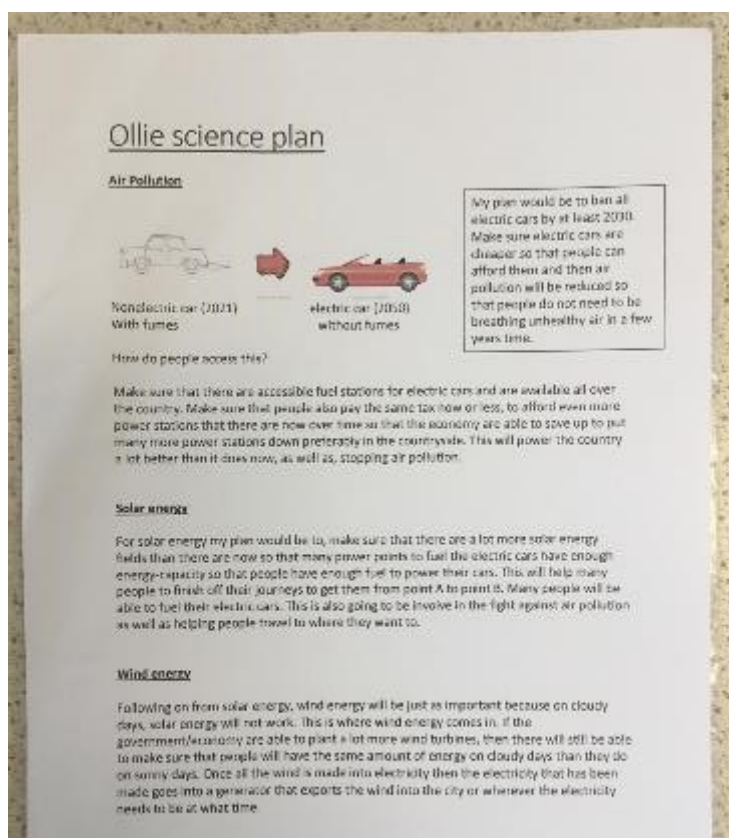 Ollie science plan
Air Pollution
My plan would be to ban all
electric cars by at least 2030.
Make sure electric cars are
cheaper so that people can
afford them and then air
pollution will be reduced so
that people do not need to be
breathing unhealthy air in a few
years time.
Nonelectric car (2021)
With fumes
electric car (2050)
without fumes
How do people access this?
Make sure that there are accessible fuel stations for electric cars and are available all over
the country. Make sure that people also pay the same tax now or less, to afford even more
power stations that there are now over time so that the economy are able to save up to put
many more power stations down preferably in the countryside. This will power the country
a lot better than it does now, as well as, stopping air pollution.
Solar energy
For solar energy my plan would be to, make sure that there are a lot more solar energy
fields than there are now so that many power points to fuel the electric cars have enough
energy-capacity so that people have enough fuel to power their cars. This will help many
people to finish off their journeys to get them from point A to point B. Many people will be
able to fuel their electric cars. This is also going to be involve in the fight against air pollution
as well as helping people travel to where they want to.
Wind energy
Following on from solar energy, wind energy will be just as important because on cloudy
days, solar energy will not work. This is where wind energy comes in. If the
government/economy are able to plant a lot more wind turbines, then there will still be able
to make sure that people will have the same amount of energy on cloudy days than they do
on sunny days. Once all the wind is made into electricity then the electricity that has been
made goes into a generator that exports the wind into the city or wherever the electricity
needs to be at what time.